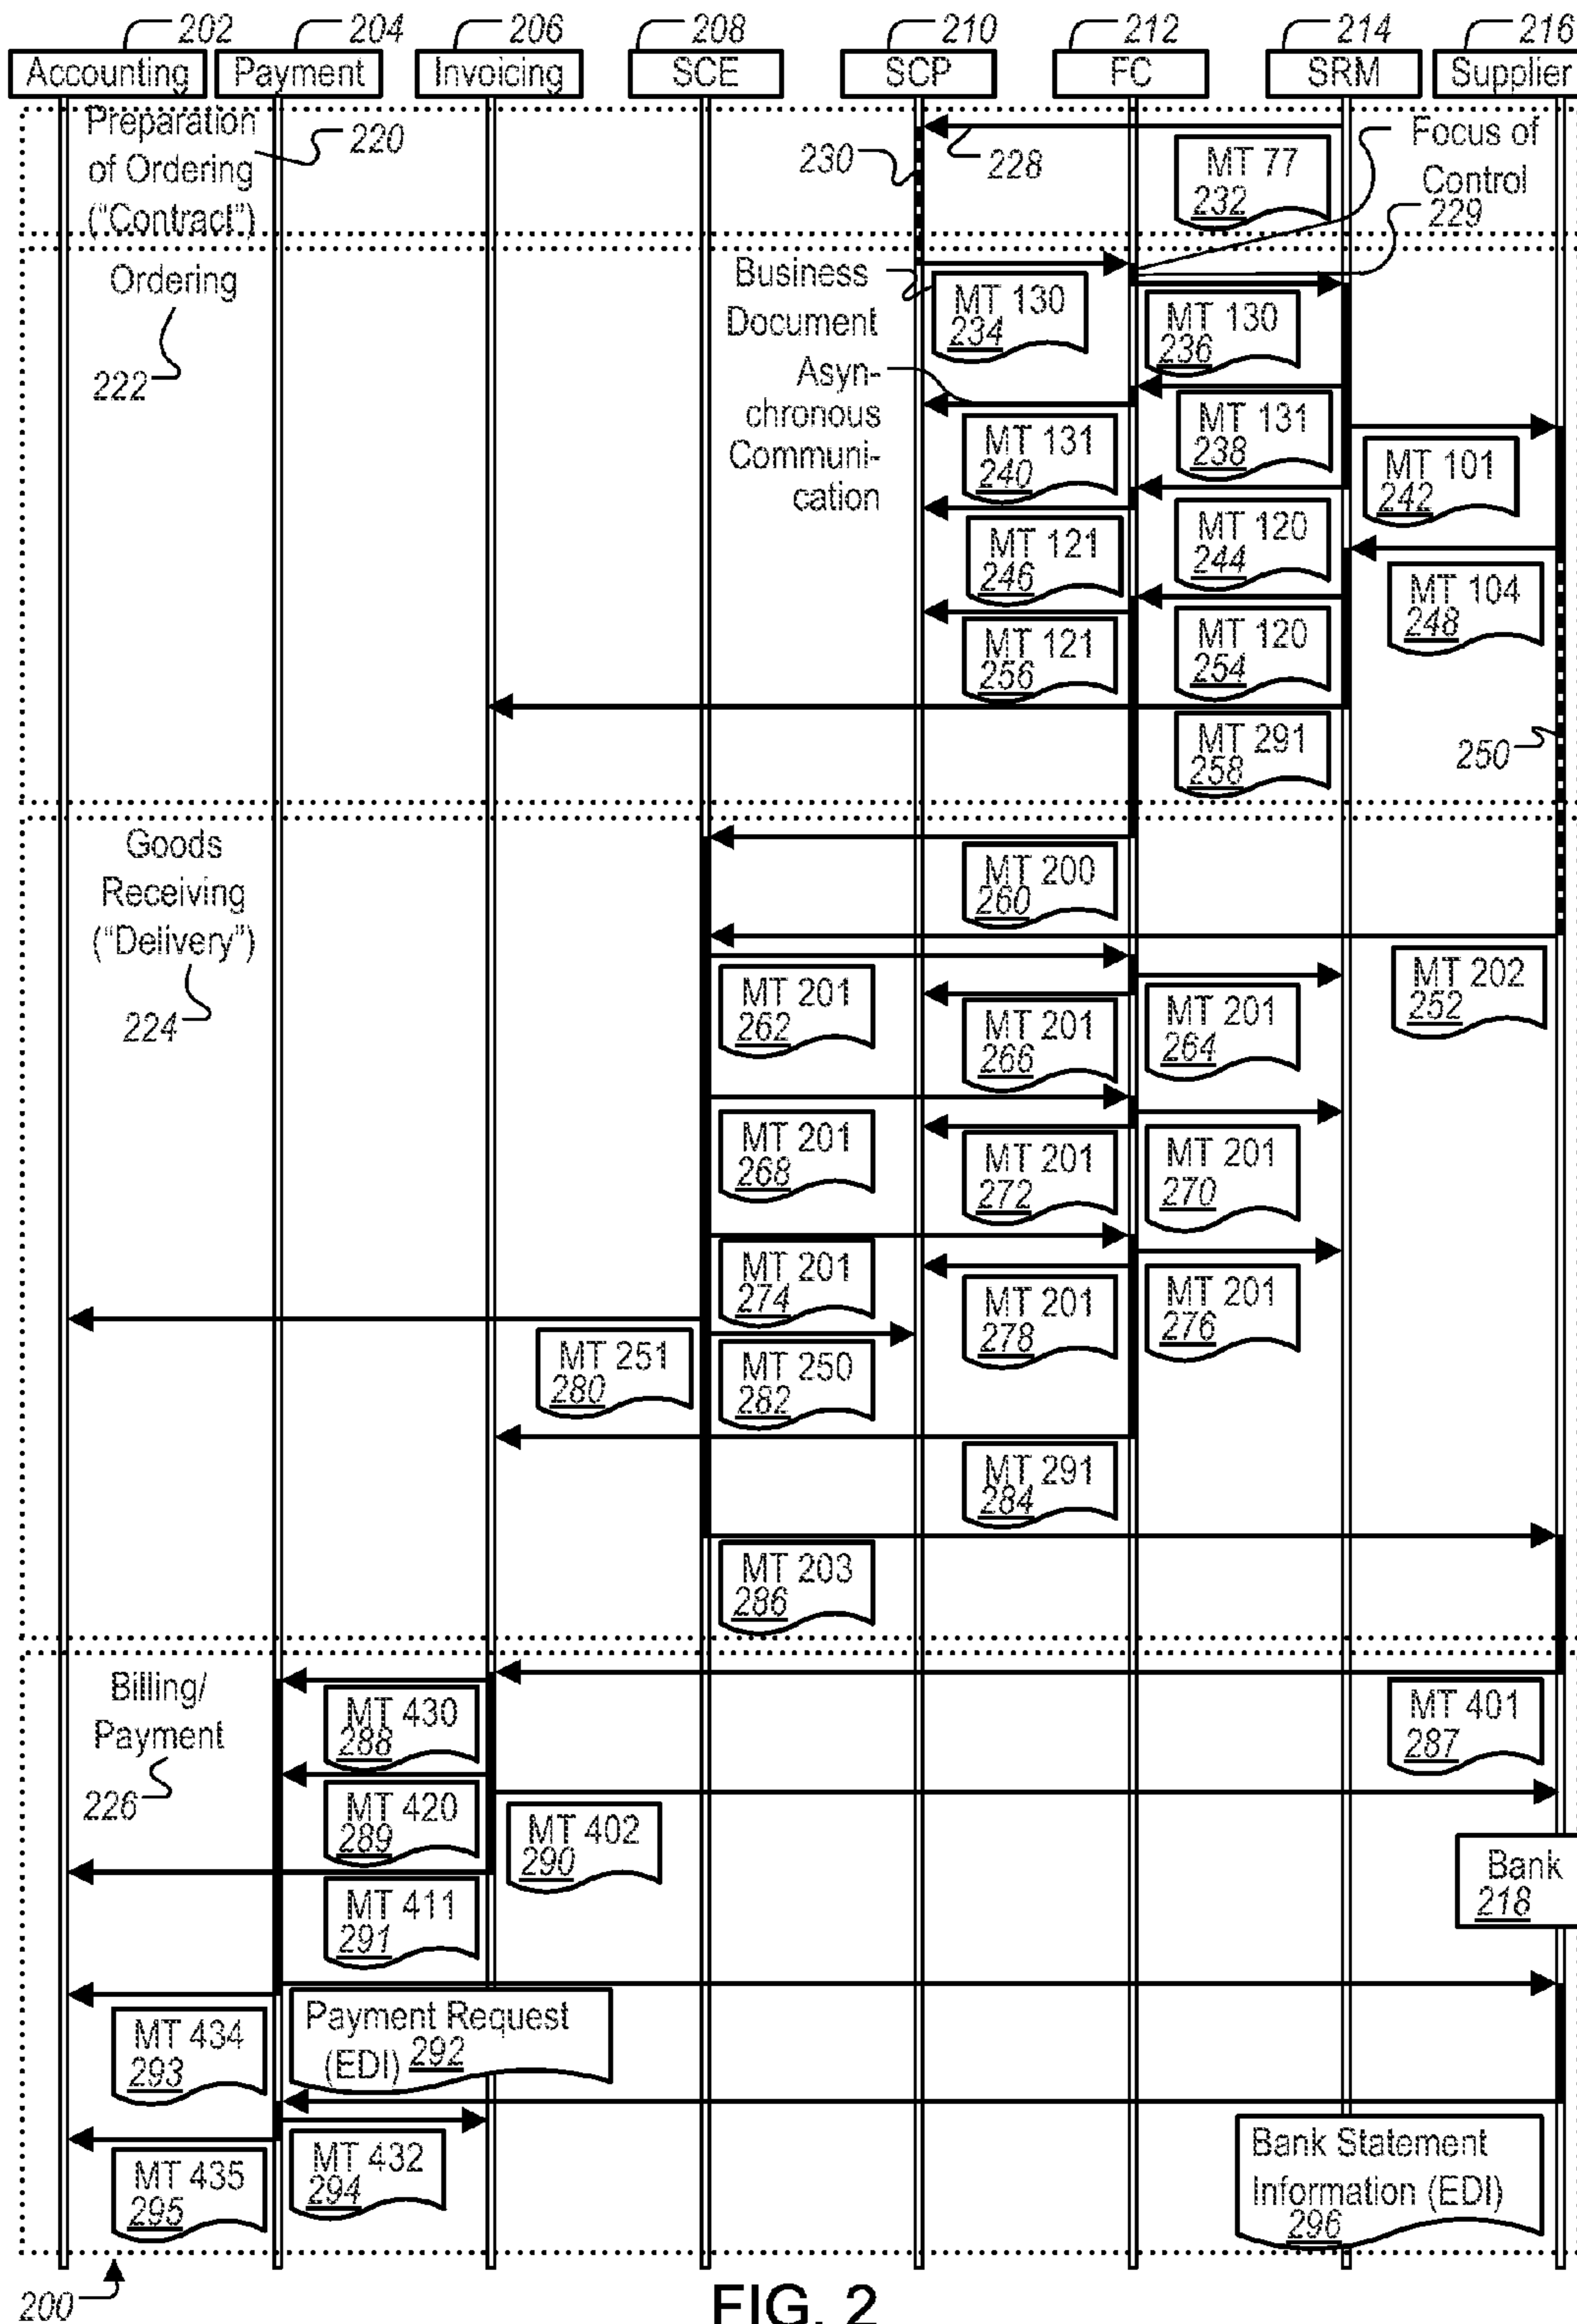 202 204 206 208 210 212 214 216
Accounting Payment Invoicing SCE SCP FC SRM Supplier
Preparation
of Ordering
("Contract")
220
230
228
MT 77
232
Focus of
Control
229
Ordering
222
Business
Document
MT 130
234
MT 130
236
Asyn-
chronous
Communi-
cation
MT 131
240
MT 131
238
MT 101
242
MT 121
246
MT 120
244
MT 104
248
MT 121
256
MT 120
254
MT 291
258
250
Goods
Receiving
("Delivery")
224
MT 200
260
MT 201
262
MT 201
266
MT 201
264
MT 202
252
MT 201
268
MT 201
272
MT 201
270
MT 201
274
MT 201
278
MT 201
276
MT 251
280
MT 250
282
MT 291
284
MT 203
286
Billing/
Payment
226
MT 430
288
MT 401
287
MT 420
289
MT 402
290
Bank
218
MT 411
291
MT 434
293
Payment Request
(EDI) 292
MT 435
295
MT 432
294
Bank Statement
Information (EDI)
296
200
FIG. 2